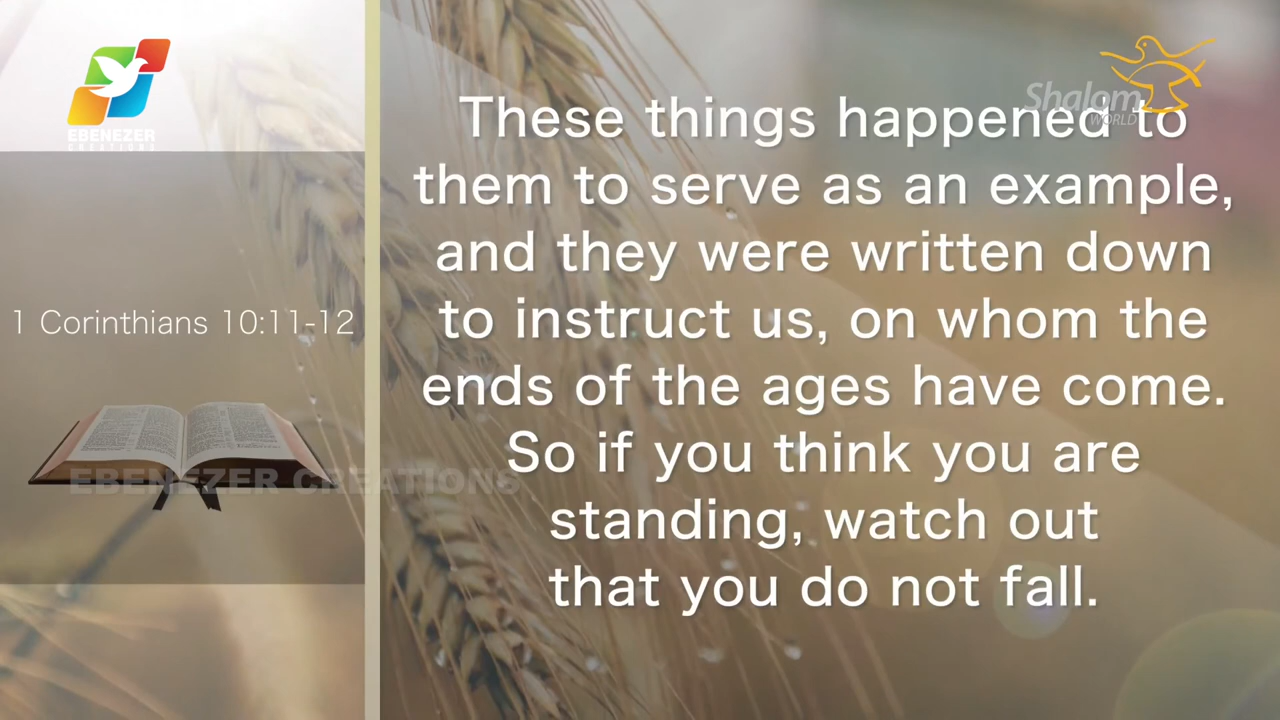 EBENEZER
CREATIONS
1 Corinthians 10:11-12
EBENEZER CREATIONS
Shalom
WORLD
These things happened to
them to serve as an example,
and they were written down
to instruct us, on whom the
ends of the ages have come.
So if you think you are
standing, watch out
that you do not fall.